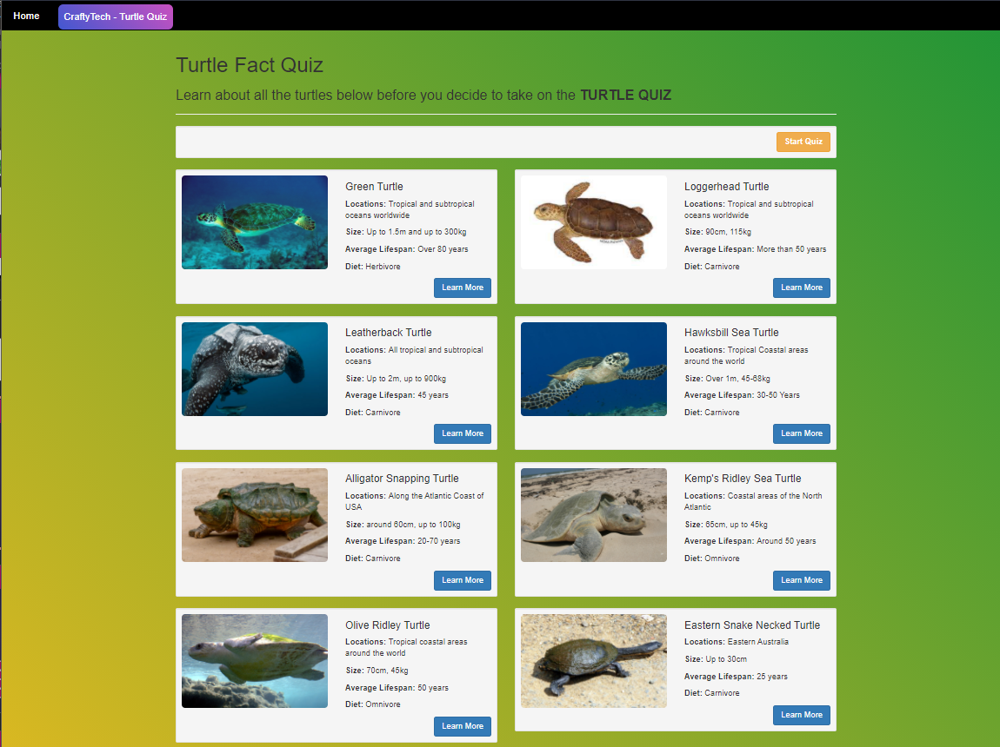 Home
CraftyTech - Turtle Quiz
Turtle Fact Quiz
Learn about all the turtles below before you decide to take on the TURTLE QUIZ
Start Quiz
Green Turtle
Locations: Tropical and subtropical
oceans worldwide
Size: Up to 1.5m and up to 300kg
Average Lifespan: Over 80 years
Diet: Herbivore
Learn More
Loggerhead Turtle
Locations: Tropical and subtropical
oceans worldwide
Size: 90cm, 115kg
Average Lifespan: More than 50 years
Diet: Carnivore
Learn More
Leatherback Turtle
Locations: All tropical and subtropical
oceans
Size: Up to 2m, up to 900kg
Average Lifespan: 45 years
Diet: Carnivore
Learn More
Hawksbill Sea Turtle
Locations: Tropical Coastal areas
around the world
Size: Over 1m, 45-68kg
Average Lifespan: 30-50 Years
Diet: Carnivore
Learn More
Alligator Snapping Turtle
Locations: Along the Atlantic Coast of
USA
Size: around 60cm, up to 100kg
Average Lifespan: 20-70 years
Diet: Carnivore
Learn More
Kemp's Ridley Sea Turtle
Locations: Coastal areas of the North
Atlantic
Size: 65cm, up to 45kg
Average Lifespan: Around 50 years
Diet: Omnivore
Learn More
Olive Ridley Turtle
Locations: Tropical coastal areas
around the world
Size: 70cm, 45kg
Average Lifespan: 50 years
Diet: Omnivore
Learn More
Eastern Snake Necked Turtle
Locations: Eastern Australia
Size: Up to 30cm
Average Lifespan: 25 years
Diet: Carnivore
Learn More